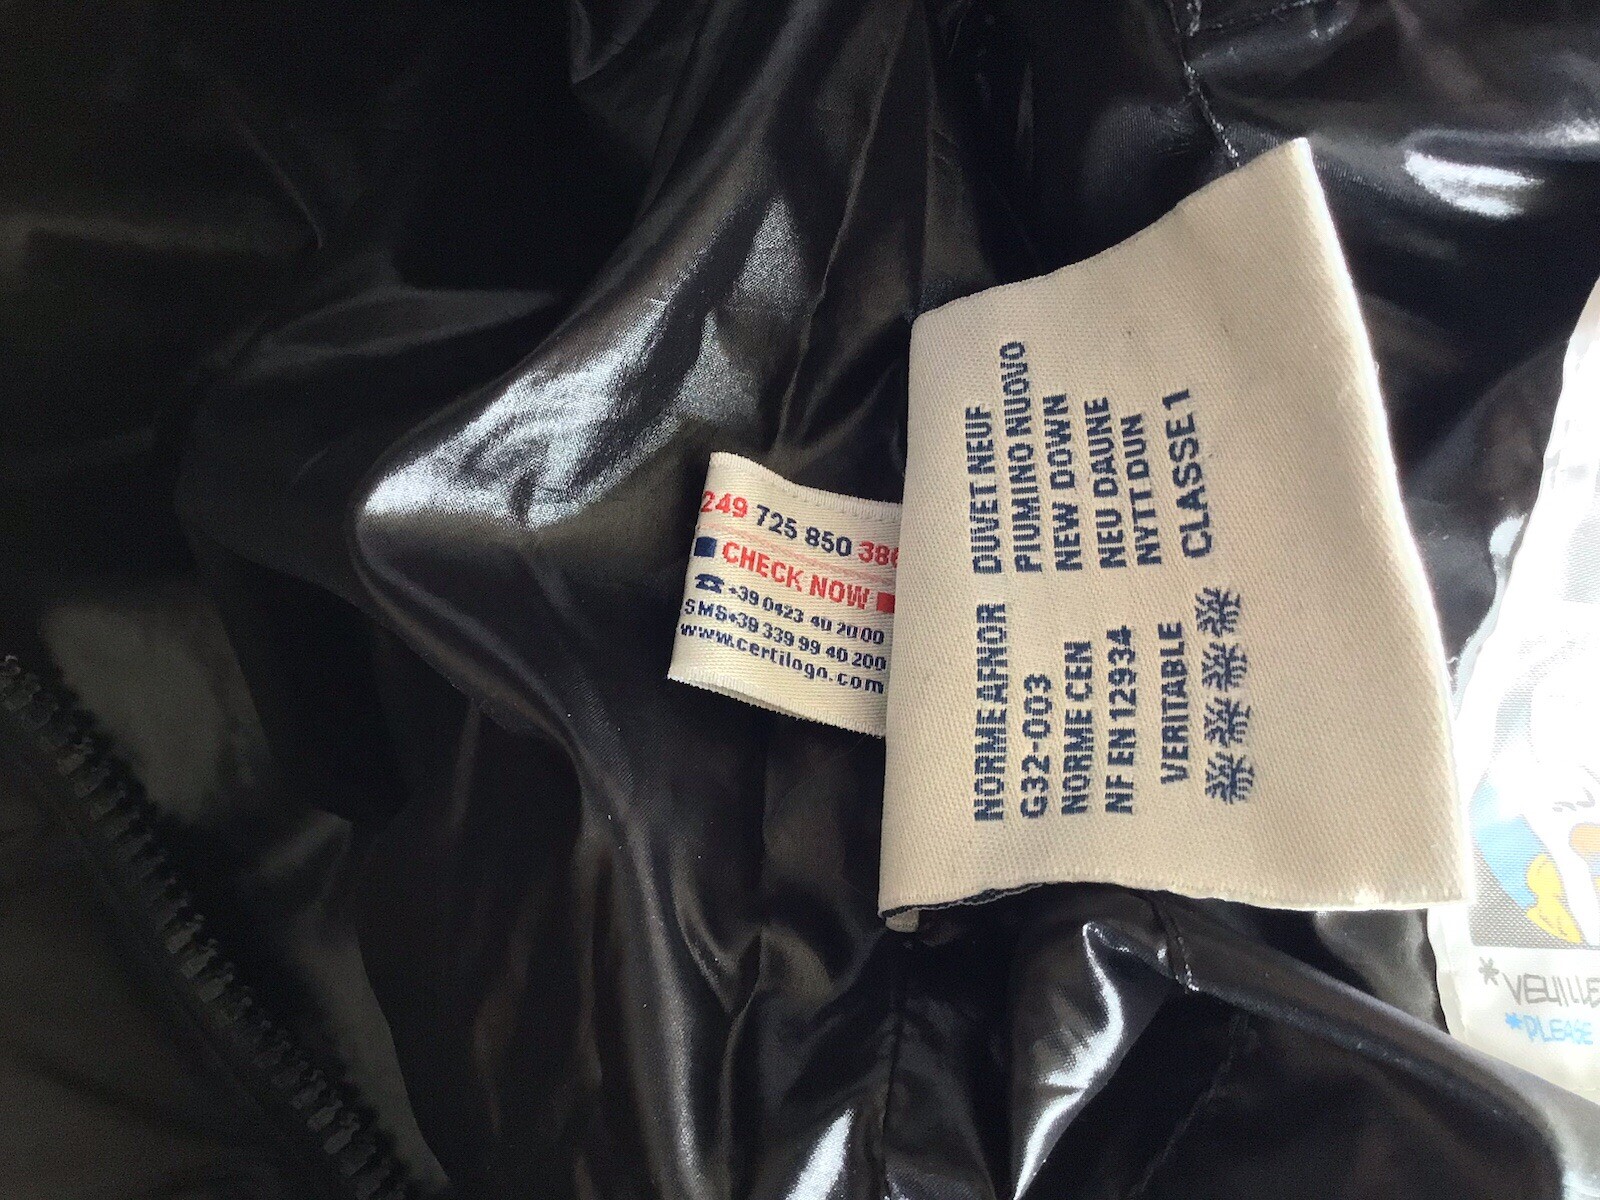 249 725 850 386
CHECK NOW
☎ +39 0423 40 20 00
SMS+39 339 99 40 200
www.certilogo.com
NORME AFNOR DUVET NEUF
G32-003 PIUMINO NUOVO
NORME CEN NEW DOWN
NF EN 12934 NEU DAUNE
NYTT DUN
VERITABLE CLASSE 1
*VEUILLE
*PLEASE